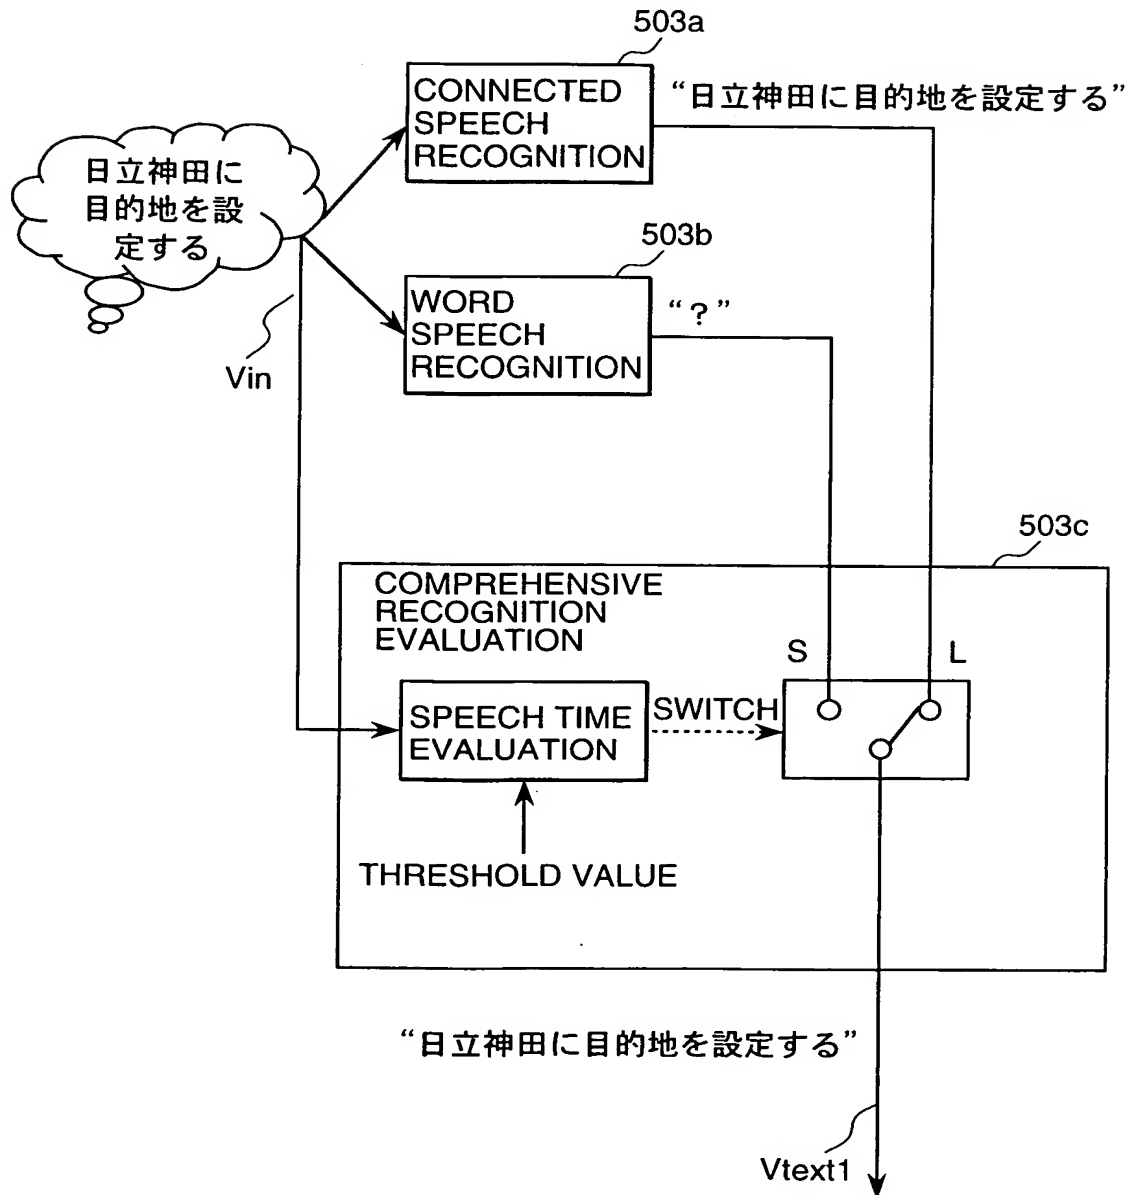 503a
CONNECTED
SPEECH
RECOGNITION
“日立神田に目的地を設定する”
日立神田に
目的地を設
定する
503b
WORD
SPEECH
RECOGNITION
“?”
Vin
503c
COMPREHENSIVE
RECOGNITION
EVALUATION
S
L
SPEECH TIME
EVALUATION
SWITCH
THRESHOLD VALUE
“日立神田に目的地を設定する”
Vtext1